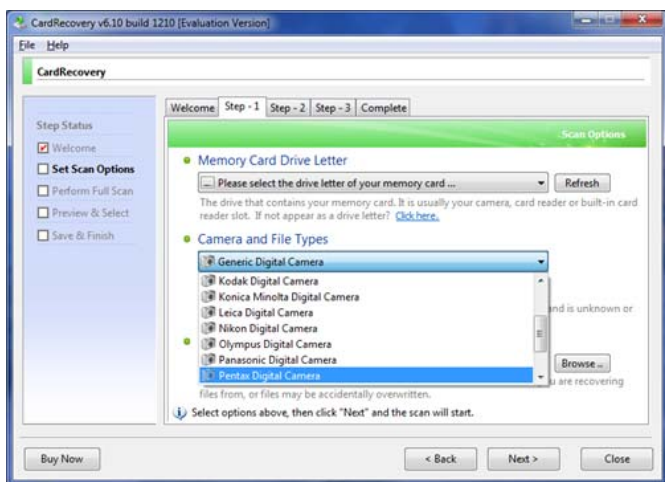 CardRecovery v6.10 build 1210 [Evaluation Version]
File Help
CardRecovery
Welcome Step - 1 Step - 2 Step - 3 Complete
Step Status
Welcome
Set Scan Options
Perform Full Scan
Preview & Select
Save & Finish
Scan Options
Memory Card Drive Letter
Please select the drive letter of your memory card ... Refresh
The drive that contains your memory card. It is usually your camera, card reader or built-in card
reader slot. If not appear as a drive letter? Click here.
Camera and File Types
Generic Digital Camera
Kodak Digital Camera
Konica Minolta Digital Camera
Leica Digital Camera
Nikon Digital Camera
Olympus Digital Camera
Panasonic Digital Camera
Pentax Digital Camera
and is unknown or
Browse ..
you are recovering
files from, or files may be accidentally overwritten.
Select options above, then click "Next" and the scan will start.
Buy Now < Back Next > Close